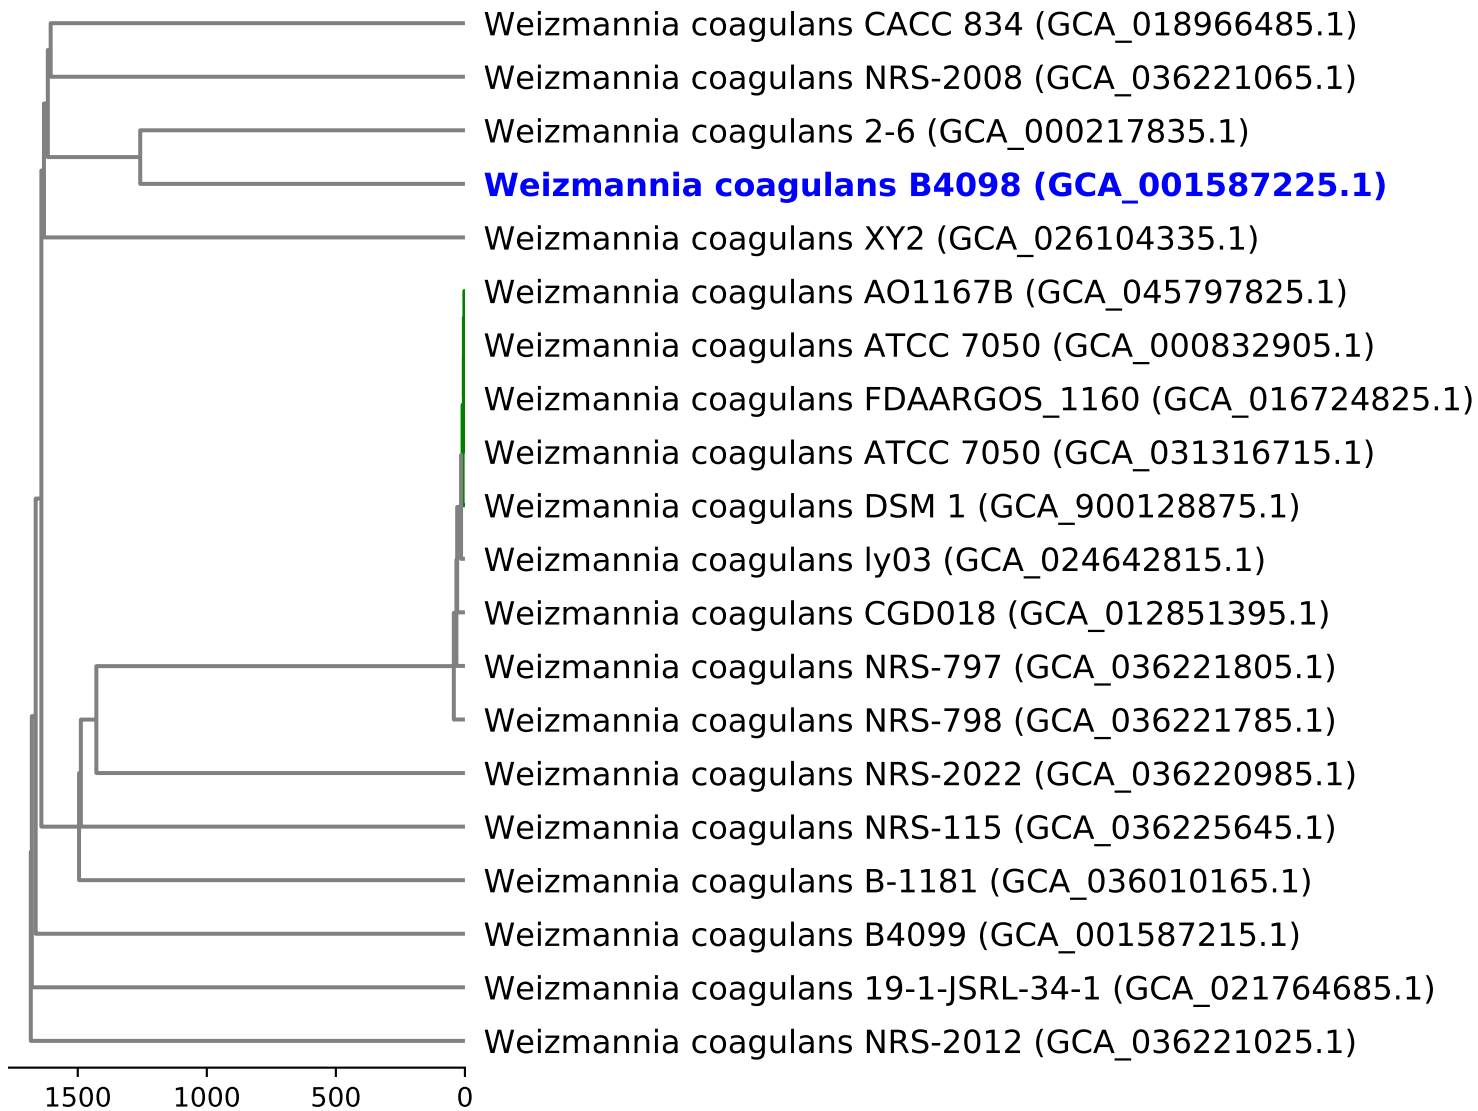 Weizmannia coagulans CACC 834 (GCA_018966485.1)
Weizmannia coagulans NRS-2008 (GCA_036221065.1)
Weizmannia coagulans 2-6 (GCA_000217835.1)
Weizmannia coagulans B4098 (GCA_001587225.1)
Weizmannia coagulans XY2 (GCA_026104335.1)
Weizmannia coagulans AO1167B (GCA_045797825.1)
Weizmannia coagulans ATCC 7050 (GCA_000832905.1)
Weizmannia coagulans FDAARGOS_1160 (GCA_016724825.1)
Weizmannia coagulans ATCC 7050 (GCA_031316715.1)
Weizmannia coagulans DSM 1 (GCA_900128875.1)
Weizmannia coagulans ly03 (GCA_024642815.1)
Weizmannia coagulans CGD018 (GCA_012851395.1)
Weizmannia coagulans NRS-797 (GCA_036221805.1)
Weizmannia coagulans NRS-798 (GCA_036221785.1)
Weizmannia coagulans NRS-2022 (GCA_036220985.1)
Weizmannia coagulans NRS-115 (GCA_036225645.1)
Weizmannia coagulans B-1181 (GCA_036010165.1)
Weizmannia coagulans B4099 (GCA_001587215.1)
Weizmannia coagulans 19-1-JSRL-34-1 (GCA_021764685.1)
Weizmannia coagulans NRS-2012 (GCA_036221025.1)
1500 1000 500 0